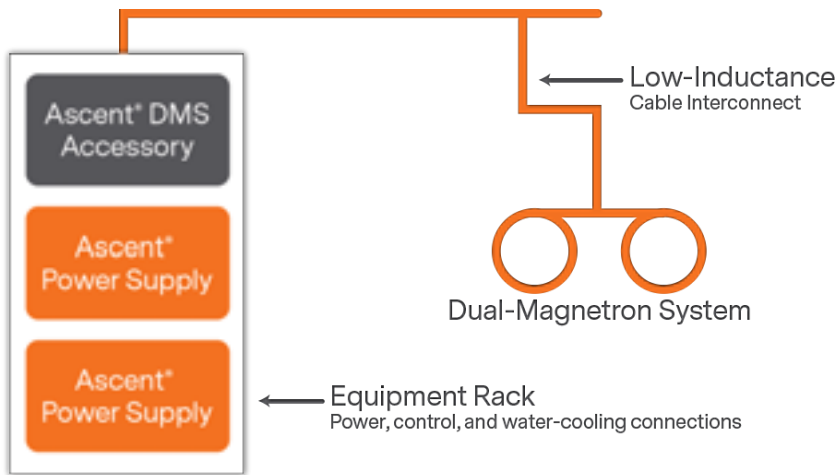 Ascent® DMS
Accessory
Ascent®
Power Supply
Ascent®
Power Supply
Low-Inductance
Cable Interconnect
Dual-Magnetron System
Equipment Rack
Power, control, and water-cooling connections